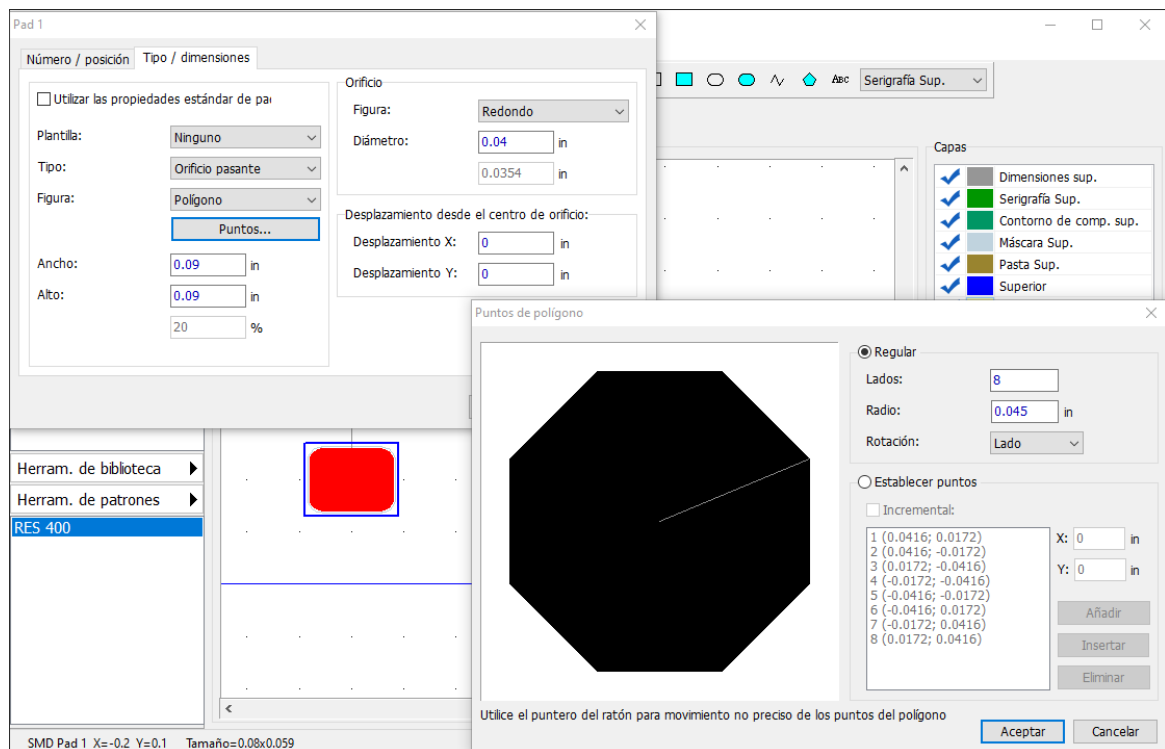 Pad 1
Número / posición
Tipo / dimensiones
Utilizar las propiedades estándar de pa
Plantilla:
Ninguno
Tipo:
Orificio pasante
Figura:
Polígono
Puntos...
Ancho:
0.09
in
Alto:
0.09
in
20
%
Orificio
Figura:
Redondo
Diámetro:
0.04
in
0.0354
in
Desplazamiento desde el centro de orificio:
Desplazamiento X:
0
in
Desplazamiento Y:
0
in
ABC
Serigrafía Sup.
Capas
Dimensiones sup.
Serigrafía Sup.
Contorno de comp. sup.
Máscara Sup.
Pasta Sup.
Superior
Herram. de biblioteca
Herram. de patrones
RES 400
Puntos de polígono
Regular
Lados:
8
Radio:
0.045
in
Rotación:
Lado
Establecer puntos
Incremental:
1 (0.0416; 0.0172)
2 (0.0416; -0.0172)
3 (0.0172; -0.0416)
4 (-0.0172; -0.0416)
5 (-0.0416; -0.0172)
6 (-0.0416; 0.0172)
7 (-0.0172; 0.0416)
8 (0.0172; 0.0416)
X:
0
in
Y:
0
in
Añadir
Insertar
Eliminar
Utilice el puntero del ratón para movimiento no preciso de los puntos del polígono
Aceptar
Cancelar
SMD Pad 1 X=-0.2 Y=0.1 Tamaño=0.08x0.059